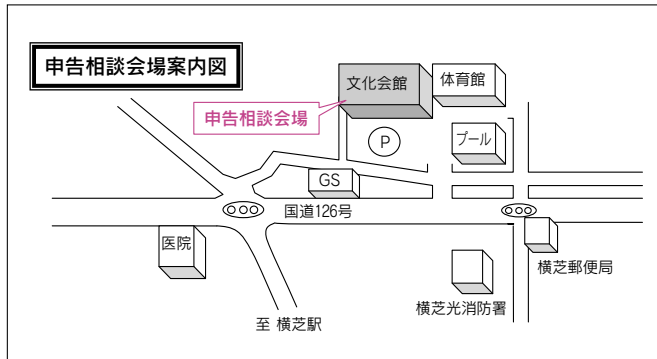 申告相談会場案内図
文化会館
体育館
申告相談会場
P
プール
GS
国道126号
医院
横芝郵便局
横芝光消防署
至 横芝駅